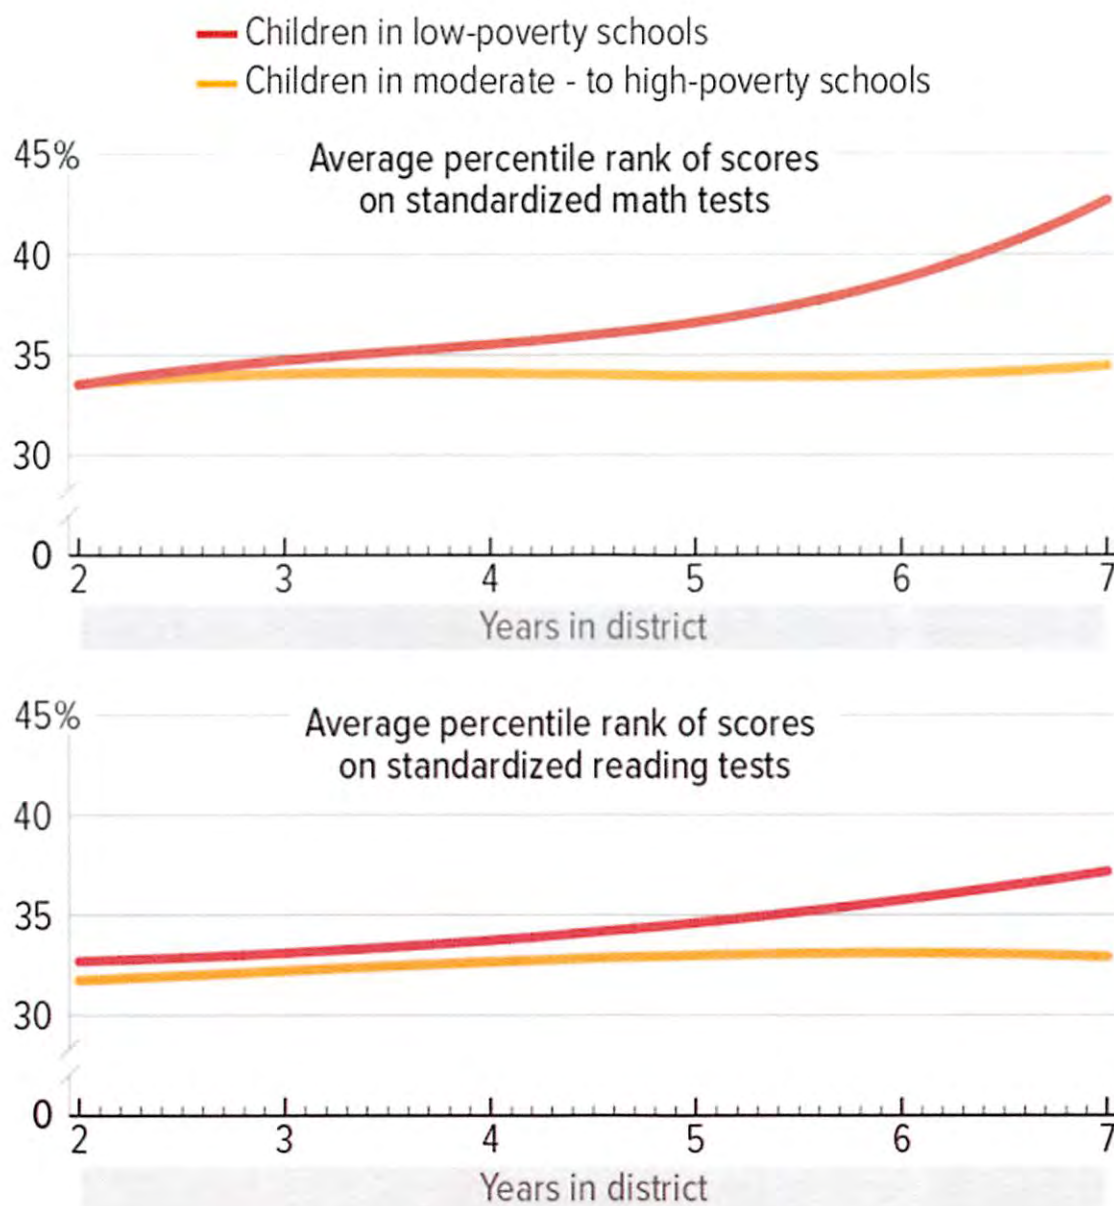 Children in low-poverty schools
Children in moderate - to high-poverty schools
45%
Average percentile rank of scores
on standardized math tests
40
35
30
0
2 3 4 5 6 7
Years in district
45%
Average percentile rank of scores
on standardized reading tests
40
35
30
0
2 3 4 5 6 7
Years in district